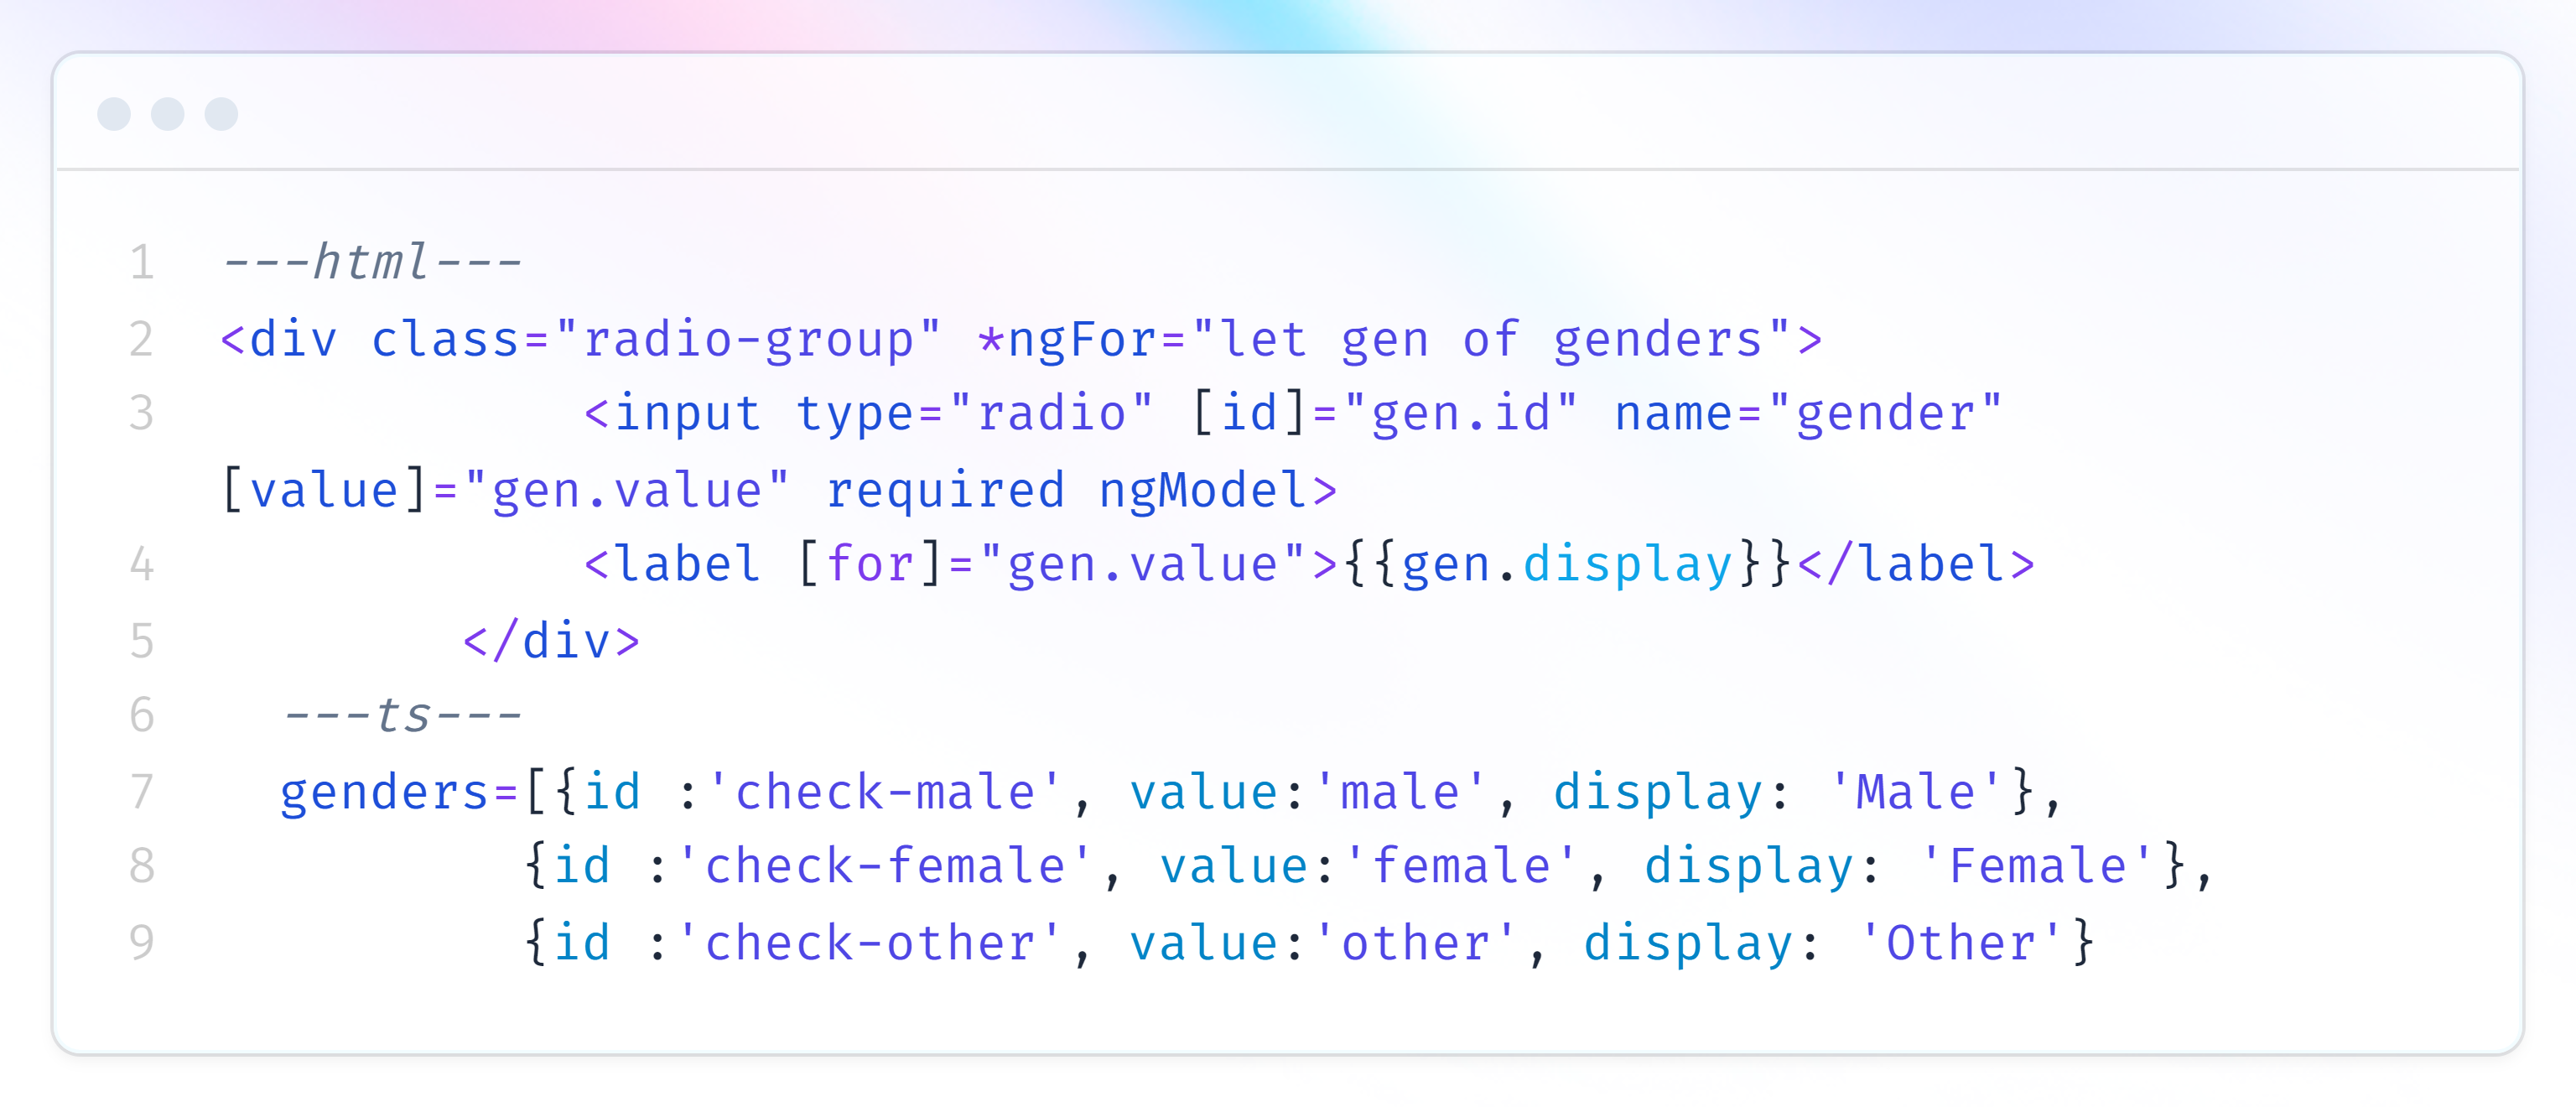 1 ---html---
2 <div class="radio-group" *ngFor="let gen of genders">
3             <input type="radio" [id]="gen.id" name="gender"
[value]="gen.value" required ngModel>
4             <label [for]="gen.value">{{gen.display}}</label>
5         </div>
6   ---ts---
7   genders=[{id :'check-male', value:'male', display: 'Male'},
8           {id :'check-female', value:'female', display: 'Female'},
9           {id :'check-other', value:'other', display: 'Other'}